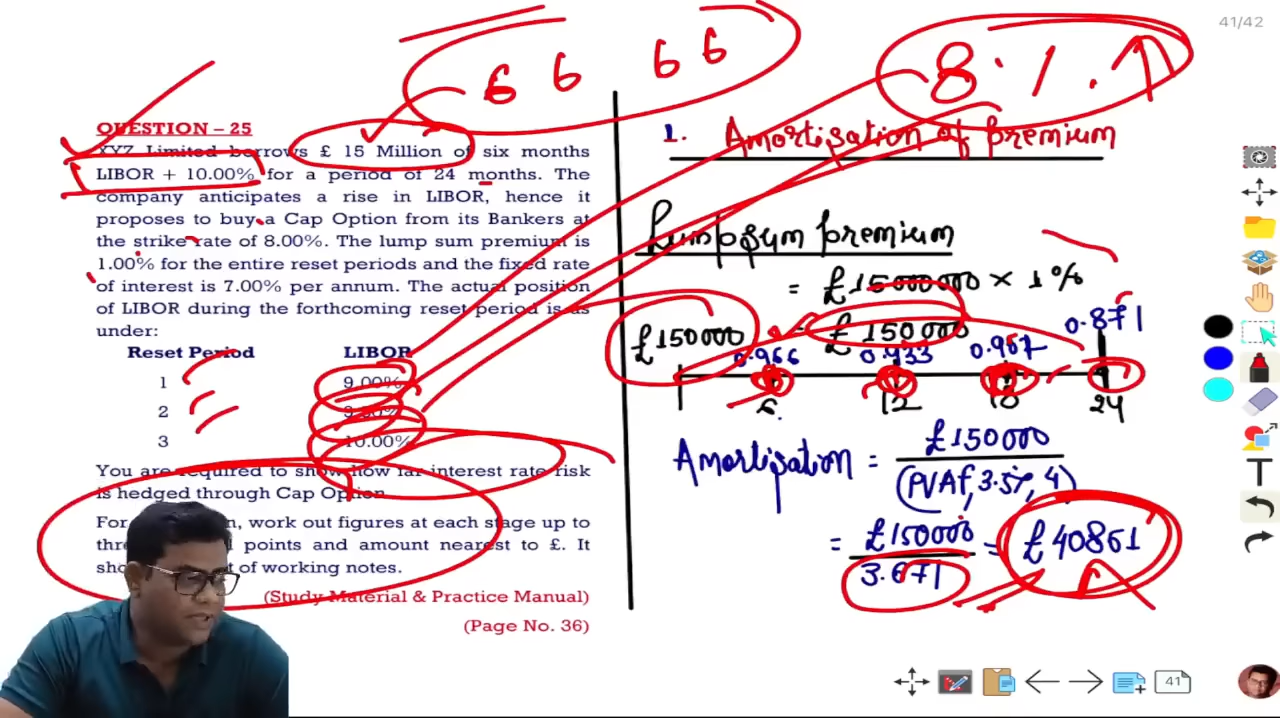 41/42
6 6 6 6
8% ↑
QUESTION – 25
XYZ Limited borrows £ 15 Million of six months
LIBOR + 10.00% for a period of 24 months. The
company anticipates a rise in LIBOR, hence it
proposes to buy a Cap Option from its Bankers at
the strike rate of 8.00%. The lump sum premium is
1.00% for the entire reset periods and the fixed rate
of interest is 7.00% per annum. The actual position
of LIBOR during the forthcoming reset period is as
under:
Reset Period LIBOR
1 9.00%
2
3 10.00%
You are required to show how far interest rate risk
is hedged through Cap Option.
For work out figures at each stage up to
points and amount nearest to £. It
of working notes.
(Study Material & Practice Manual)
(Page No. 36)
1. Amortisation of premium
Lumpsum premium
= £15000000 × 1%
= £150000
£150000
0.966 0.933 0.907 0.871
6 12 18 24
Amortisation = £150000
(PVAf, 3.5%, 4)
= £150000 = £40861
3.671
41